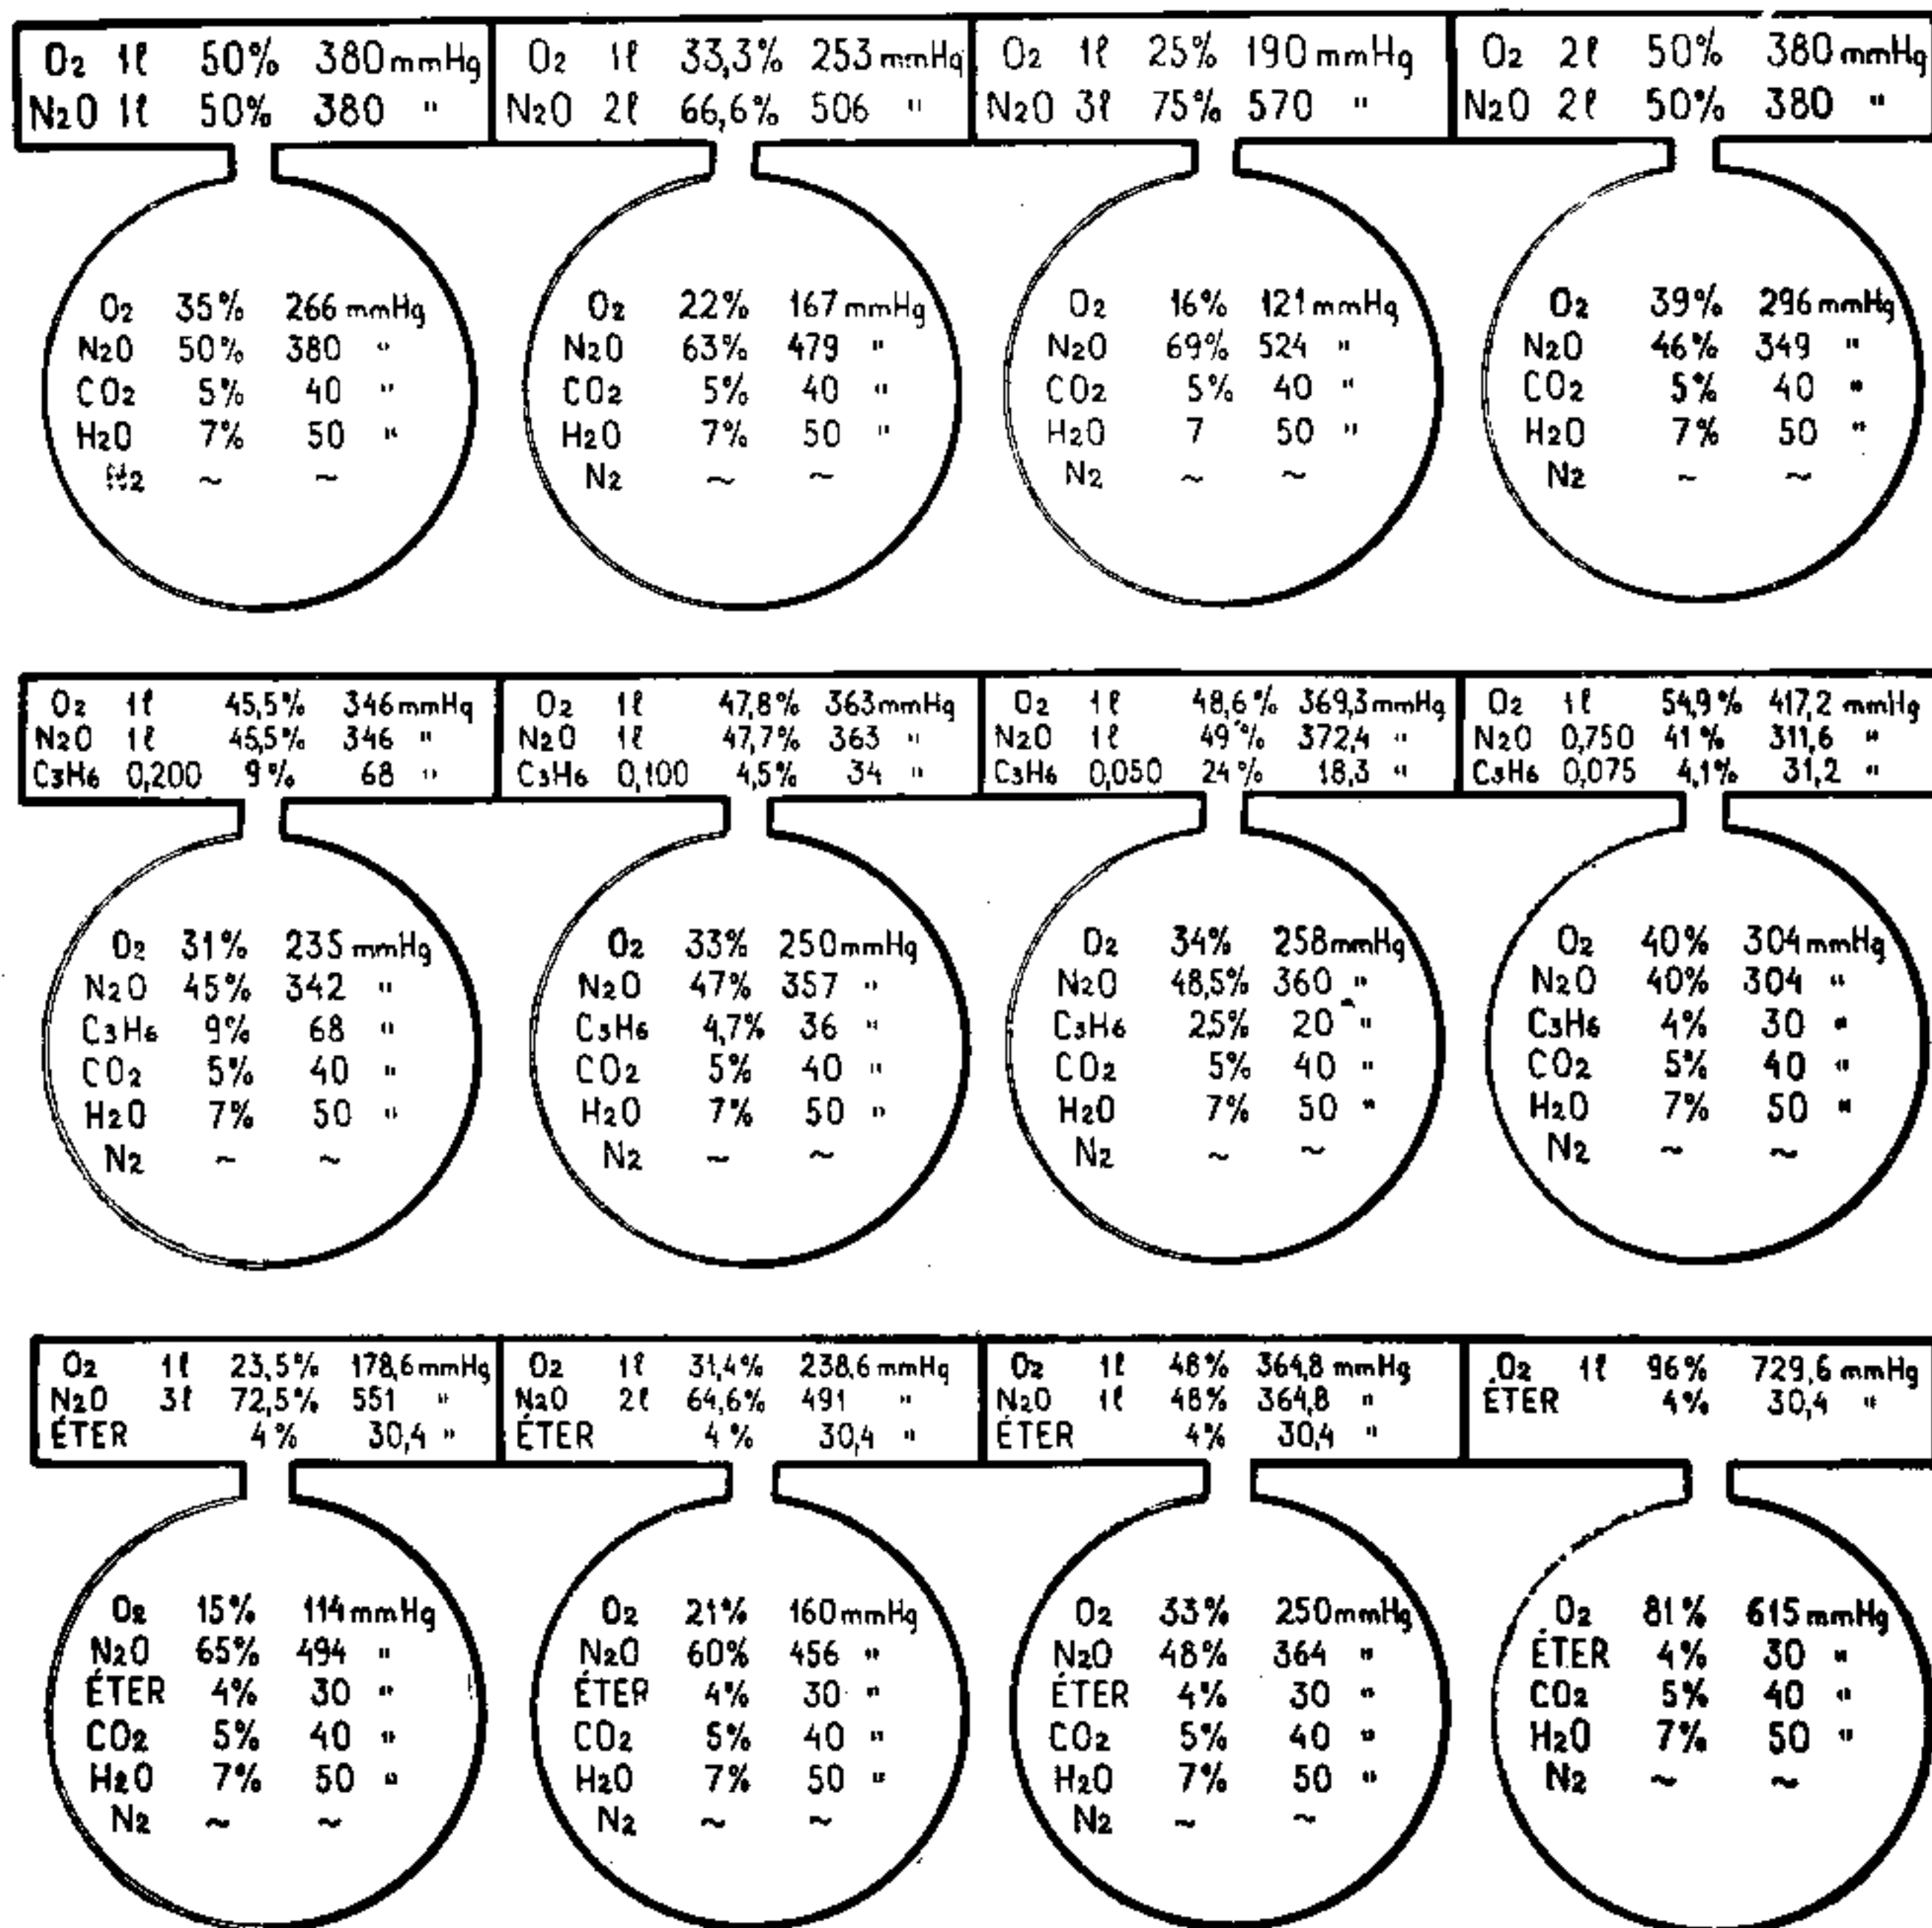 O2 1ℓ 50% 380 mmHg
N2O 1ℓ 50% 380 "
O2 1ℓ 33,3% 253 mmHg
N2O 2ℓ 66,6% 506 "
O2 1ℓ 25% 190 mmHg
N2O 3ℓ 75% 570 "
O2 2ℓ 50% 380 mmHg
N2O 2ℓ 50% 380 "
O2 35% 266 mmHg
N2O 50% 380 "
CO2 5% 40 "
H2O 7% 50 "
N2 ~ ~
O2 22% 167 mmHg
N2O 63% 479 "
CO2 5% 40 "
H2O 7% 50 "
N2 ~ ~
O2 16% 121 mmHg
N2O 69% 524 "
CO2 5% 40 "
H2O 7 50 "
N2 ~ ~
O2 39% 296 mmHg
N2O 46% 349 "
CO2 5% 40 "
H2O 7% 50 "
N2 ~ ~
O2 1ℓ 45,5% 346 mmHg
N2O 1ℓ 45,5% 346 "
C3H6 0,200 9% 68 "
O2 1ℓ 47,8% 363 mmHg
N2O 1ℓ 47,7% 363 "
C3H6 0,100 4,5% 34 "
O2 1ℓ 48,6% 369,3 mmHg
N2O 1ℓ 49% 372,4 "
C3H6 0,050 24% 18,3 "
O2 1ℓ 54,9% 417,2 mmHg
N2O 0,750 41% 311,6 "
C3H6 0,075 4,1% 31,2 "
O2 31% 235 mmHg
N2O 45% 342 "
C3H6 9% 68 "
CO2 5% 40 "
H2O 7% 50 "
N2 ~ ~
O2 33% 250 mmHg
N2O 47% 357 "
C3H6 4,7% 36 "
CO2 5% 40 "
H2O 7% 50 "
N2 ~ ~
O2 34% 258 mmHg
N2O 48,5% 360 "
C3H6 25% 20 "
CO2 5% 40 "
H2O 7% 50 "
N2 ~ ~
O2 40% 304 mmHg
N2O 40% 304 "
C3H6 4% 30 "
CO2 5% 40 "
H2O 7% 50 "
N2 ~ ~
O2 1ℓ 23,5% 178,6 mmHg
N2O 3ℓ 72,5% 551 "
ÉTER 4% 30,4 "
O2 1ℓ 31,4% 238,6 mmHg
N2O 2ℓ 64,6% 491 "
ÉTER 4% 30,4 "
O2 1ℓ 48% 364,8 mmHg
N2O 1ℓ 48% 364,8 "
ÉTER 4% 30,4 "
O2 1ℓ 96% 729,6 mmHg
ÉTER 4% 30,4 "
O2 15% 114 mmHg
N2O 65% 494 "
ÉTER 4% 30 "
CO2 5% 40 "
H2O 7% 50 "
N2 ~ ~
O2 21% 160 mmHg
N2O 60% 456 "
ÉTER 4% 30 "
CO2 5% 40 "
H2O 7% 50 "
N2 ~ ~
O2 33% 250 mmHg
N2O 48% 364 "
ÉTER 4% 30 "
CO2 5% 40 "
H2O 7% 50 "
N2 ~ ~
O2 81% 615 mmHg
ÉTER 4% 30 "
CO2 5% 40 "
H2O 7% 50 "
N2 ~ ~